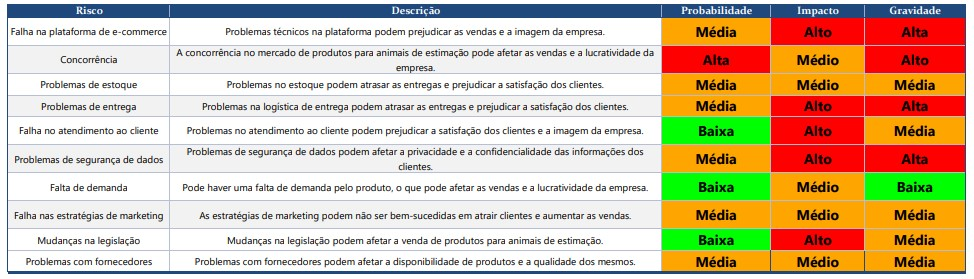 Risco Descrição Probabilidade Impacto Gravidade
Falha na plataforma de e-commerce Problemas técnicos na plataforma podem prejudicar as vendas e a imagem da empresa. Média Alto Alta
Concorrência A concorrência no mercado de produtos para animais de estimação pode afetar as vendas e a lucratividade da
empresa. Alta Médio Alto
Problemas de estoque Problemas no estoque podem atrasar as entregas e prejudicar a satisfação dos clientes. Média Médio Média
Problemas de entrega Problemas na logística de entrega podem atrasar as entregas e prejudicar a satisfação dos clientes. Média Alto Alta
Falha no atendimento ao cliente Problemas no atendimento ao cliente podem prejudicar a satisfação dos clientes e a imagem da empresa. Baixa Alto Média
Problemas de segurança de dados Problemas de segurança de dados podem afetar a privacidade e a confidencialidade das informações dos
clientes. Média Alto Alta
Falta de demanda Pode haver uma falta de demanda pelo produto, o que pode afetar as vendas e a lucratividade da empresa. Baixa Médio Baixa
Falha nas estratégias de marketing As estratégias de marketing podem não ser bem-sucedidas em atrair clientes e aumentar as vendas. Média Médio Média
Mudanças na legislação Mudanças na legislação podem afetar a venda de produtos para animais de estimação. Baixa Alto Média
Problemas com fornecedores Problemas com fornecedores podem afetar a disponibilidade de produtos e a qualidade dos mesmos. Média Médio Média